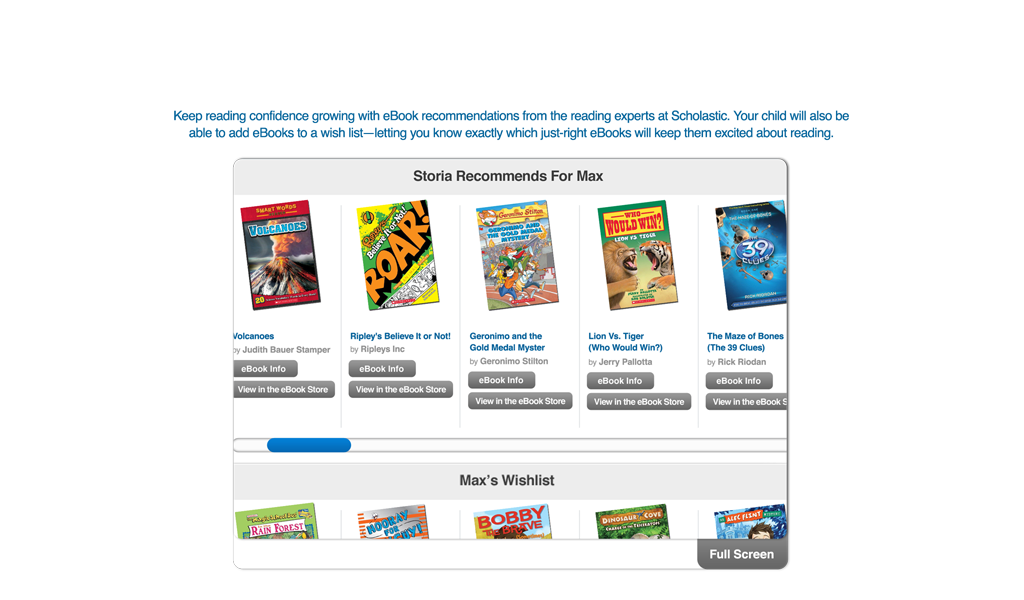 Keep reading confidence growing with eBook recommendations from the reading experts at Scholastic. Your child will also be
able to add eBooks to a wish list—letting you know exactly which just-right eBooks will keep them excited about reading.
Storia Recommends For Max
SMART WORDS
VOLCANOES
20
Ripley's
Believe It or Not!
ROAR!
Geronimo Stilton
GERONIMO AND
THE GOLD MEDAL
MYSTERY
WHO
WOULD WIN?
LION VS. TIGER
THE MAZE OF BONES
THE
39
CLUES
RICK RIORDAN
Volcanoes
by Judith Bauer Stamper
eBook Info
View in the eBook Store
Ripley's Believe It or Not!
by Ripleys Inc
eBook Info
View in the eBook Store
Geronimo and the
Gold Medal Myster
by Geronimo Stilton
eBook Info
View in the eBook Store
Lion Vs. Tiger
(Who Would Win?)
by Jerry Pallotta
eBook Info
View in the eBook Store
The Maze of Bones
(The 39 Clues)
by Rick Riodan
eBook Info
View in the eBook S
Max's Wishlist
RAIN FOREST
HOORAY
FOR
BOBBY
THE BRAVE
DINOSAUR COVE
ALEC FLINT
Full Screen